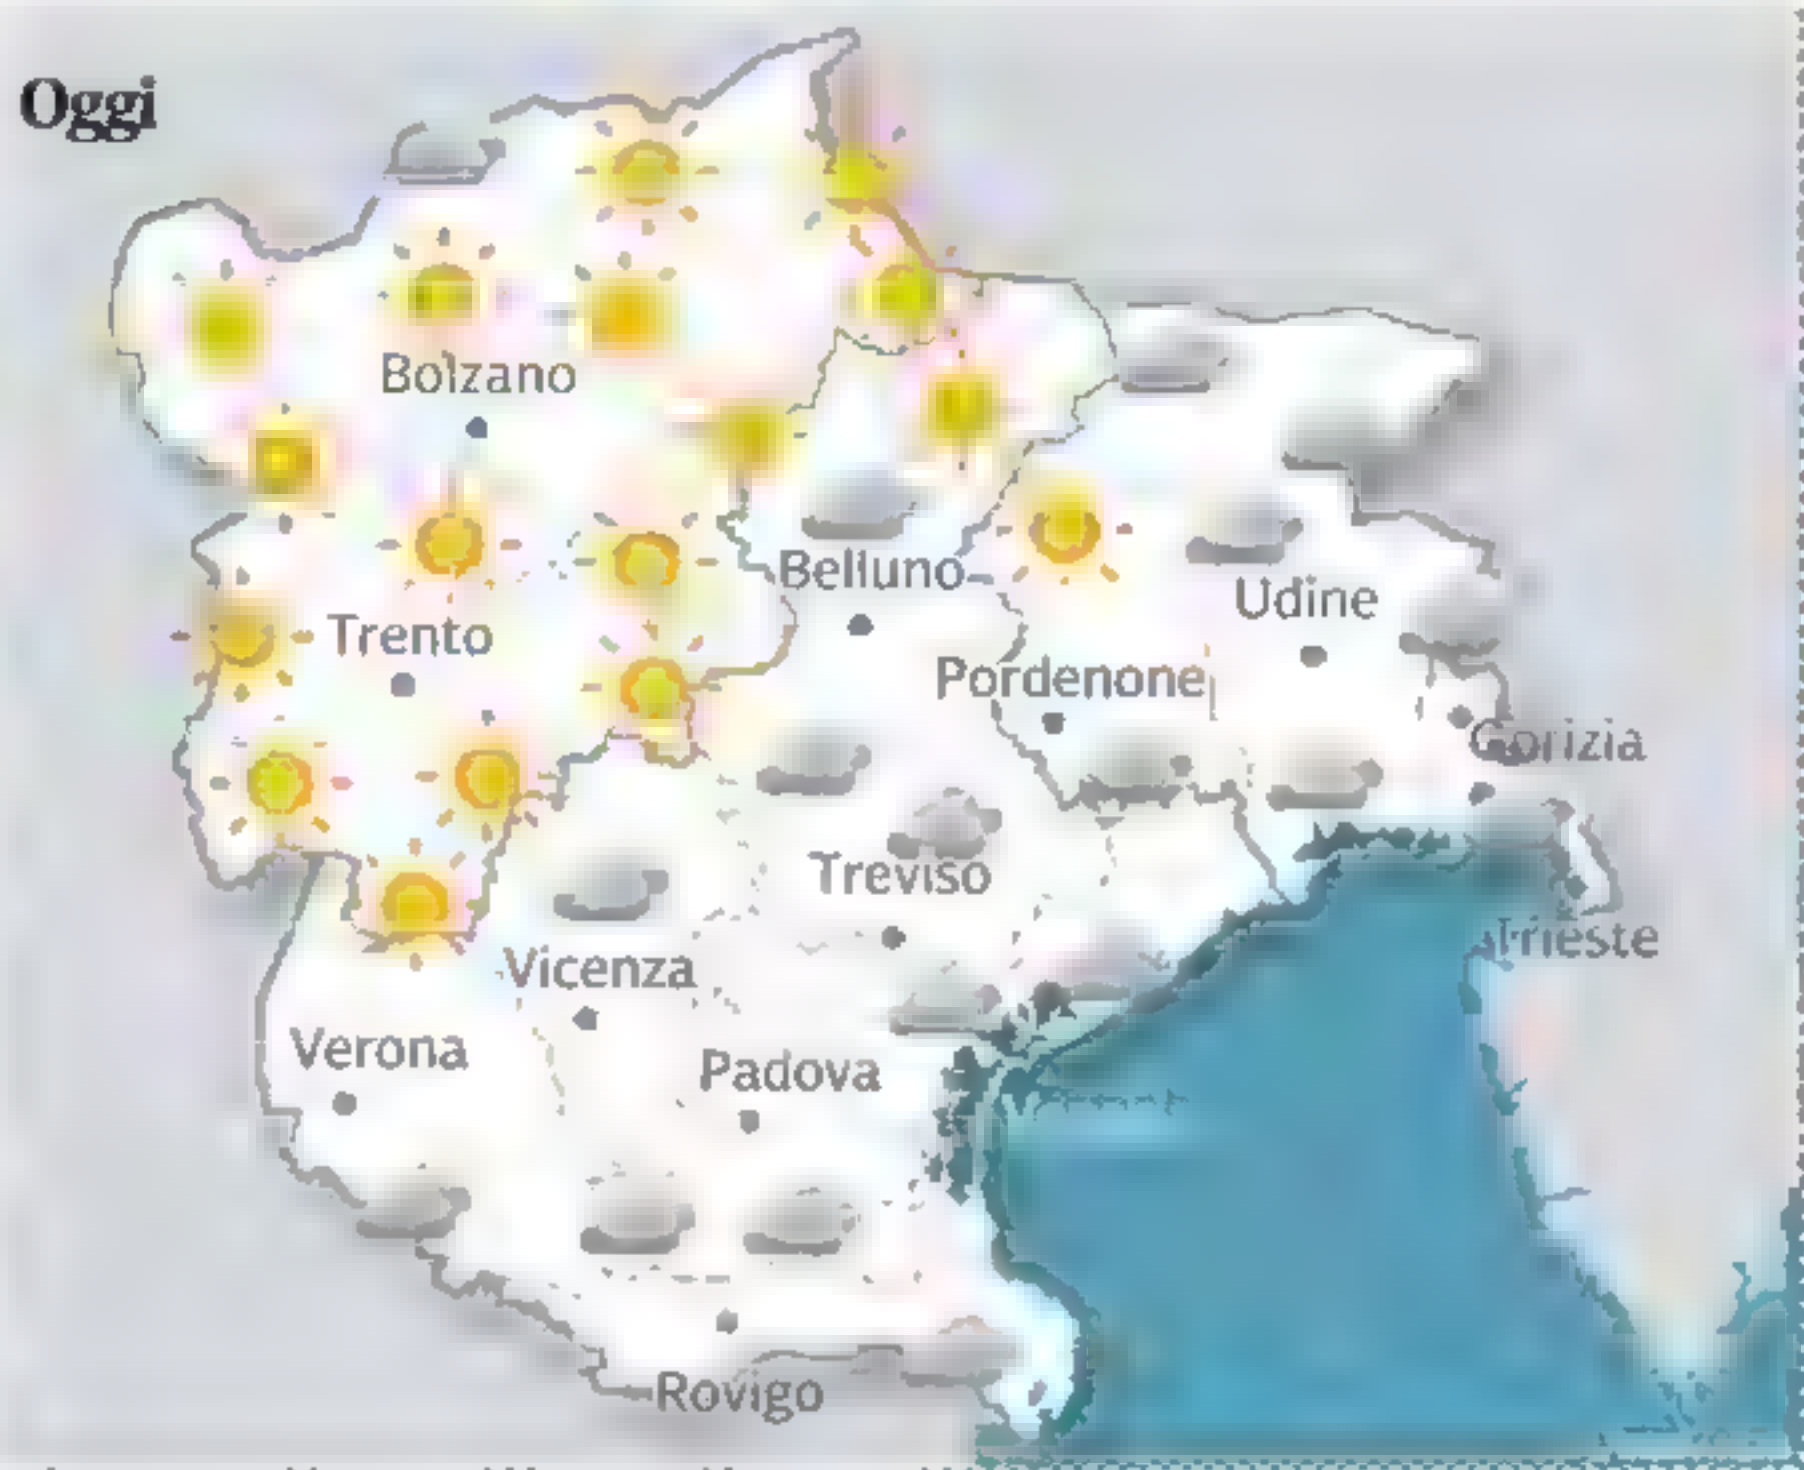 Oggi
Bolzano
Belluno
Udine
Trento
Pordenone
Gorizia
Treviso
Trieste
Vicenza
Verona
Padova
Rovigo